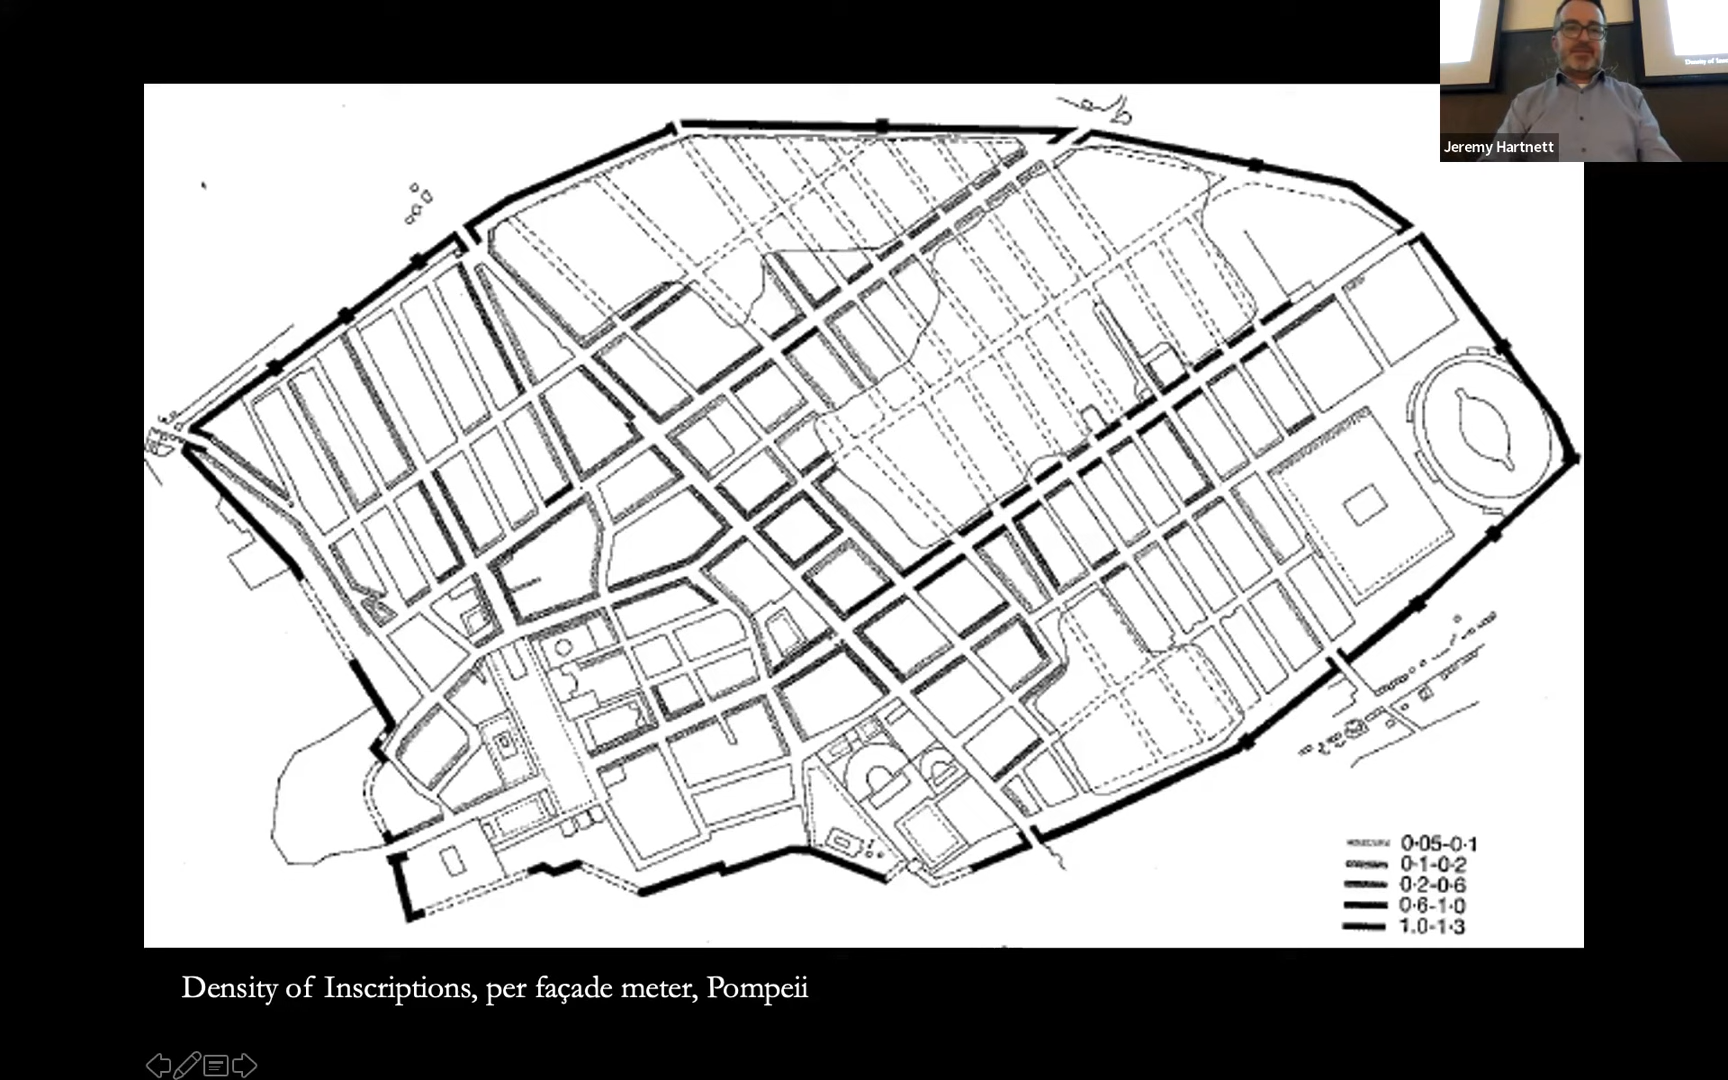 Jeremy Hartnett
0·05-0·1
0·1-0·2
0·2-0·6
0·6-1·0
1.0-1·3
Density of Inscriptions, per façade meter, Pompeii